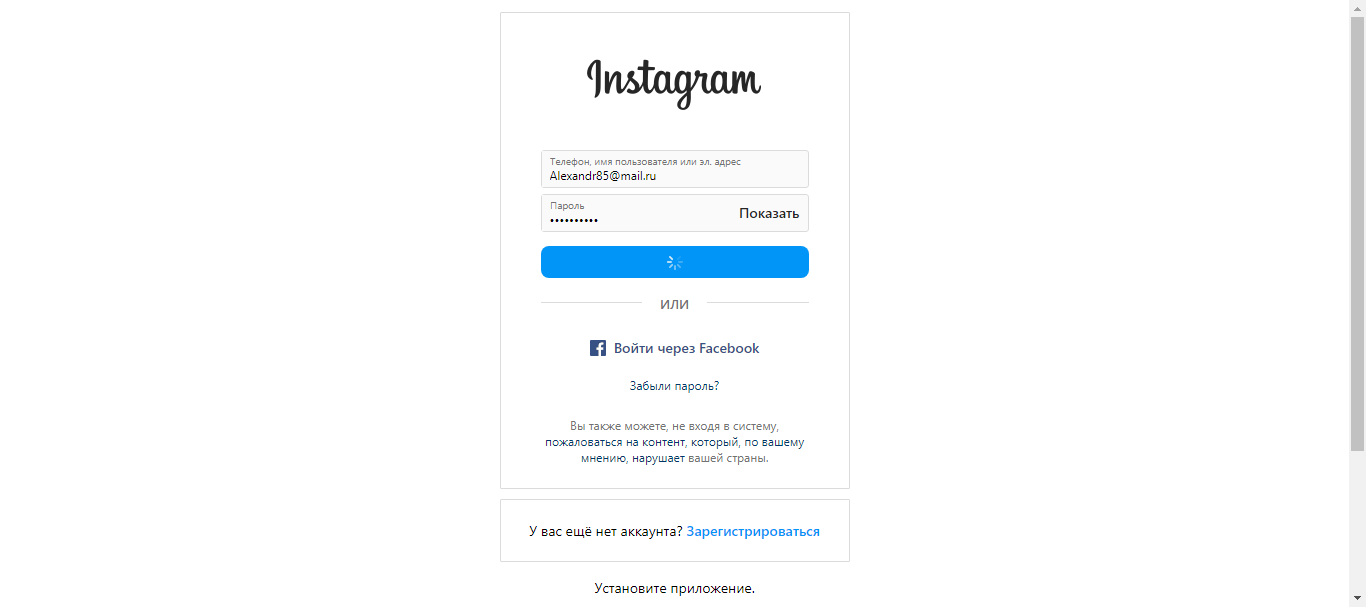 Instagram
Телефон, имя пользователя или эл. адрес
Alexandr85@mail.ru
Пароль
••••••••••
Показать
ИЛИ
Войти через Facebook
Забыли пароль?
Вы также можете, не входя в систему,
пожаловаться на контент, который, по вашему
мнению, нарушает вашей страны.
У вас ещё нет аккаунта? Зарегистрироваться
Установите приложение.